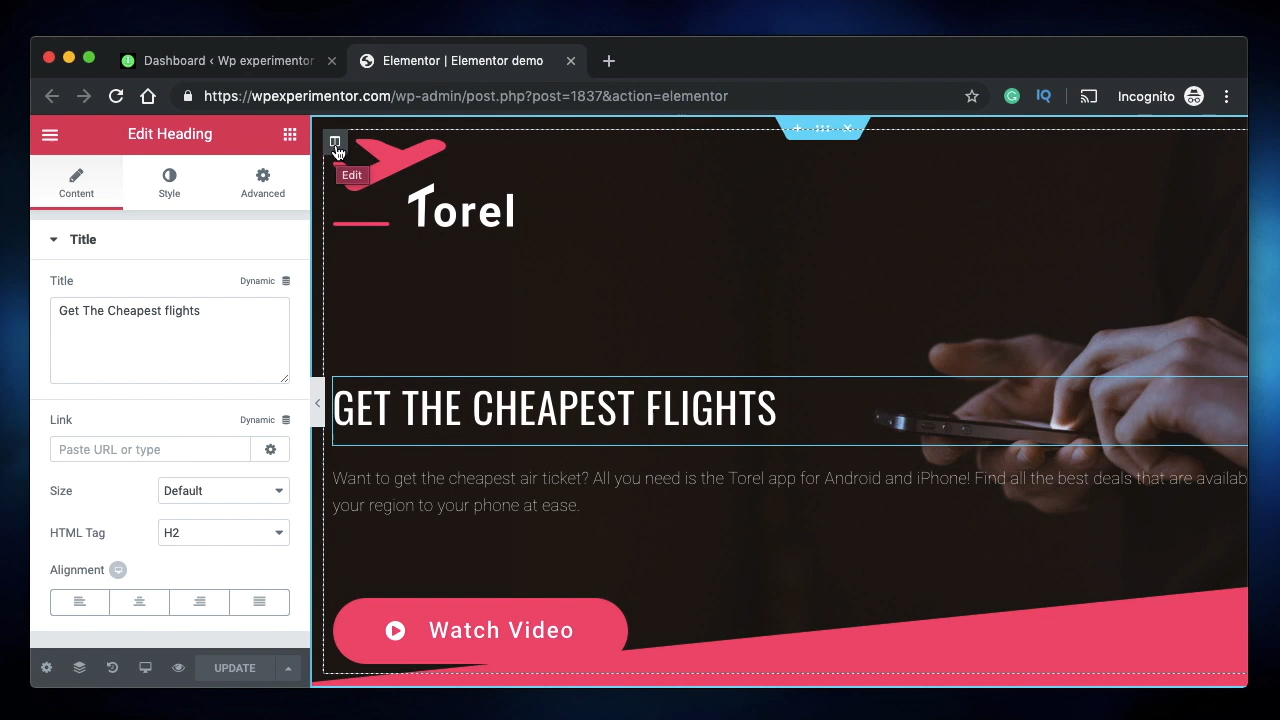 Dashboard ‹ Wp experimentor
Elementor | Elementor demo
https://wpexperimentor.com/wp-admin/post.php?post=1837&action=elementor
IQ
Incognito
Edit Heading
Content
Style
Advanced
Title
Title
Dynamic
Get The Cheapest flights
Link
Dynamic
Paste URL or type
Size
Default
HTML Tag
H2
Alignment
UPDATE
Edit
Torel
GET THE CHEAPEST FLIGHTS
Want to get the cheapest air ticket? All you need is the Torel app for Android and iPhone! Find all the best deals that are availab
your region to your phone at ease.
Watch Video